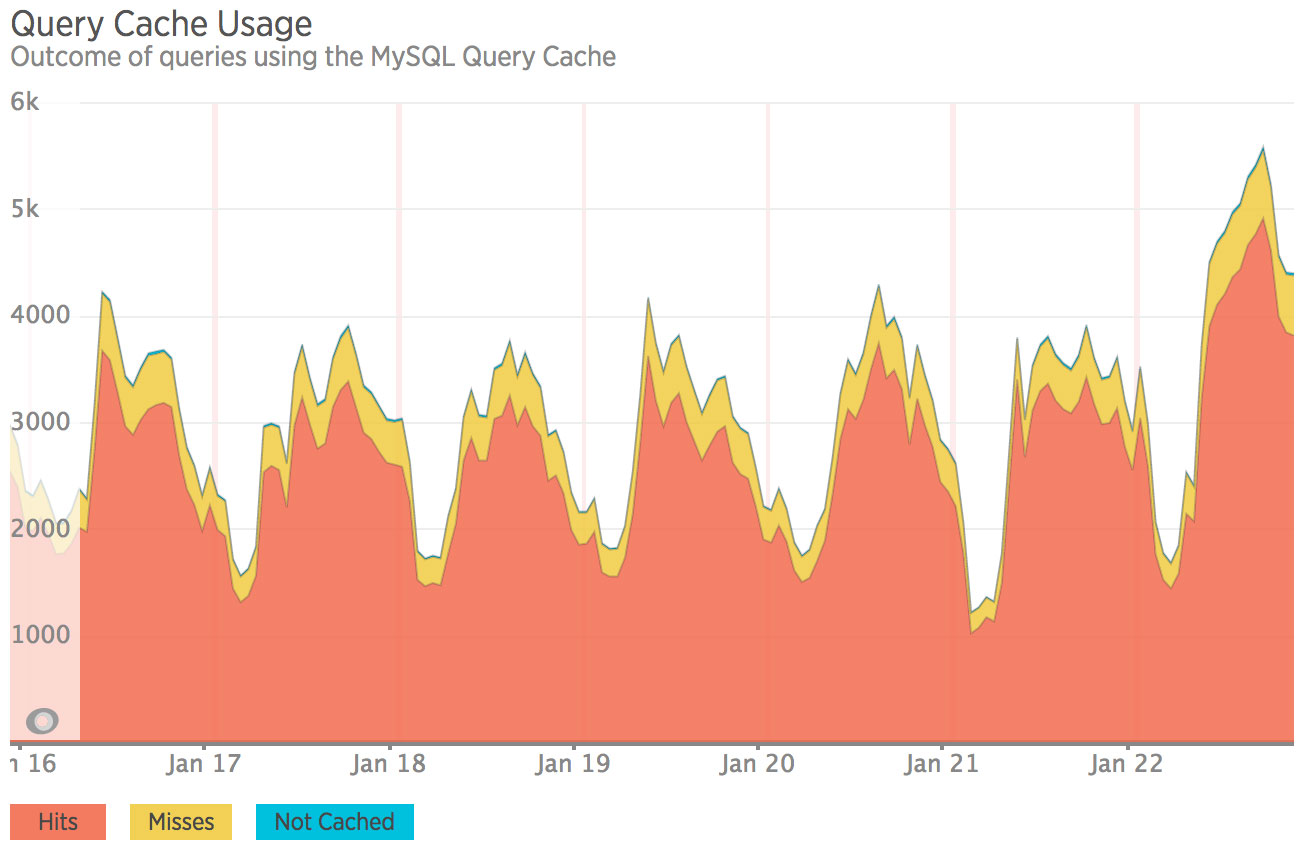 Query Cache Usage
Outcome of queries using the MySQL Query Cache
6k
5k
4000
3000
2000
1000
n 16 Jan 17 Jan 18 Jan 19 Jan 20 Jan 21 Jan 22
Hits Misses Not Cached